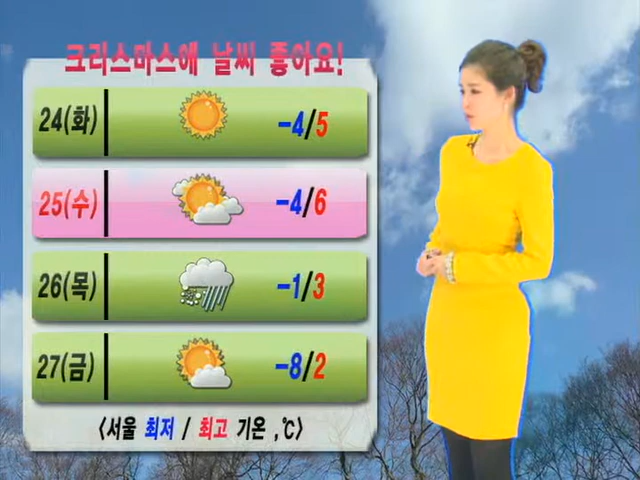 크리스마스에 날씨 좋아요!
24(화) -4/5
25(수) -4/6
26(목) -1/3
27(금) -8/2
<서울 최저 / 최고 기온 ,℃>